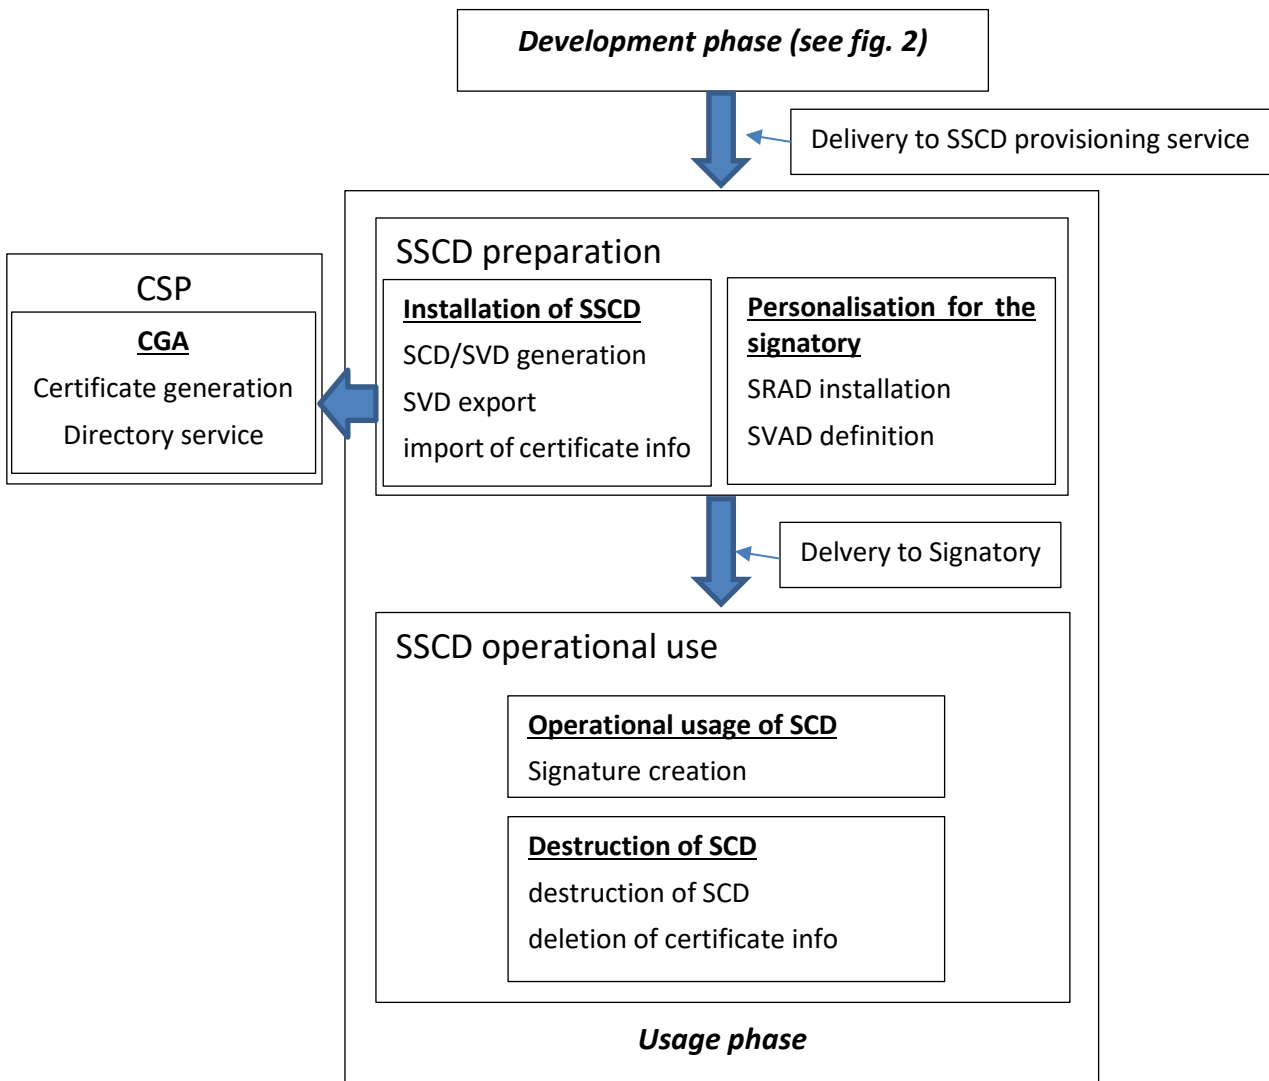 Development phase (see fig. 2)
Delivery to SSCD provisioning service
SSCD preparation
CSP
CGA
Certificate generation
Directory service
Installation of SSCD
SCD/SVD generation
SVD export
import of certificate info
Personalisation for the
signatory
SRAD installation
SVAD definition
Delvery to Signatory
SSCD operational use
Operational usage of SCD
Signature creation
Destruction of SCD
destruction of SCD
deletion of certificate info
Usage phase